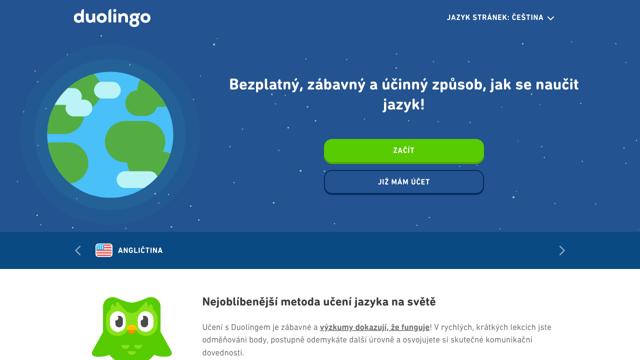 duolingo
JAZYK STRÁNEK: ČEŠTINA
Bezplatný, zábavný a účinný způsob, jak se naučit
jazyk!
ZAČÍT
JIŽ MÁM ÚČET
ANGLIČTINA
Nejoblíbenější metoda učení jazyka na světě
Učení s Duolingem je zábavné a výzkumy dokazují, že funguje! V rychlých, krátkých lekcích jste
odměňováni body, postupně odemykáte další úrovně a osvojujete si skutečné komunikační
dovednosti.